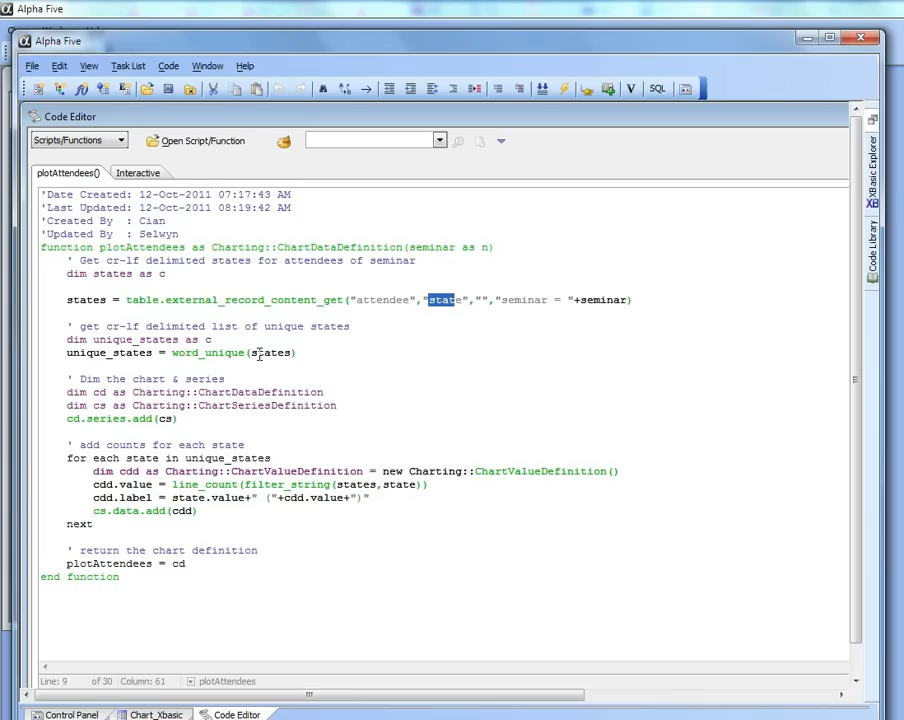 Alpha Five
Alpha Five
File Edit View Task List Code Window Help
V SQL
Code Editor
Scripts/Functions Open Script/Function
plotAttendees() Interactive
'Date Created: 12-Oct-2011 07:17:43 AM
'Last Updated: 12-Oct-2011 08:19:42 AM
'Created By  : Cian
'Updated By  : Selwyn
function plotAttendees as Charting::ChartDataDefinition(seminar as n)
    ' Get cr-lf delimited states for attendees of seminar
    dim states as c
    states = table.external_record_content_get("attendee","state","","seminar = "+seminar)
    ' get cr-lf delimited list of unique states
    dim unique_states as c
    unique_states = word_unique(states)
    ' Dim the chart & series
    dim cd as Charting::ChartDataDefinition
    dim cs as Charting::ChartSeriesDefinition
    cd.series.add(cs)
    ' add counts for each state
    for each state in unique_states
        dim cdd as Charting::ChartValueDefinition = new Charting::ChartValueDefinition()
        cdd.value = line_count(filter_string(states,state))
        cdd.label = state.value+" ("+cdd.value+")"
        cs.data.add(cdd)
    next
    ' return the chart definition
    plotAttendees = cd
end function
XBasic Explorer
Code Library
Line: 9 of 30 Column: 61 plotAttendees
Control Panel Chart_Xbasic Code Editor